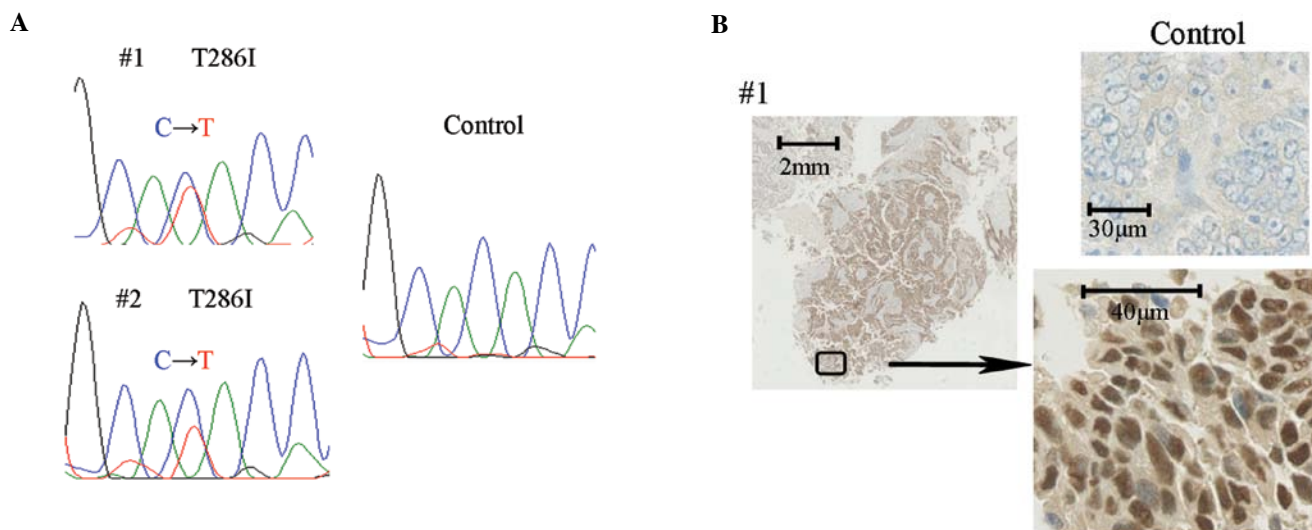 A
#1 T286I
C→T
Control
#2 T286I
C→T
B
Control
#1
2mm
30μm
40μm